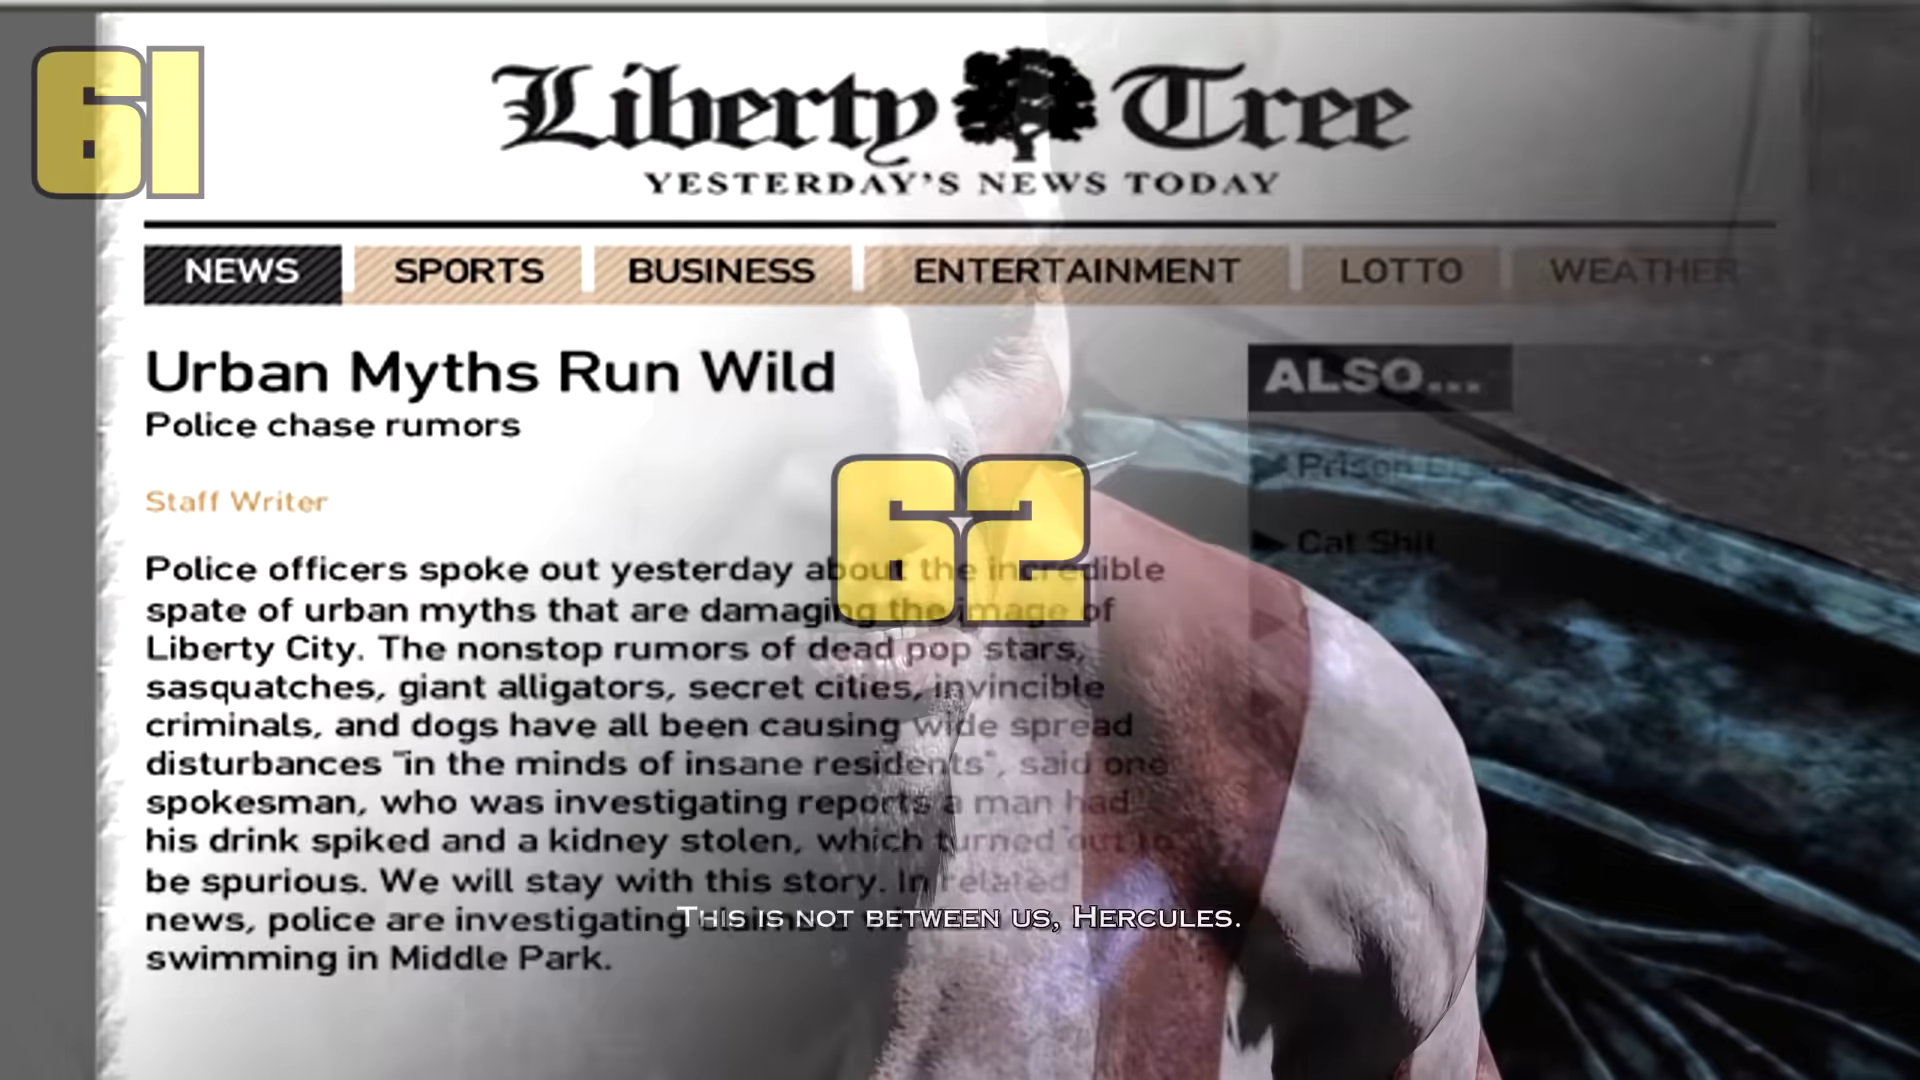 61
Liberty Tree
YESTERDAY'S NEWS TODAY
NEWS SPORTS BUSINESS ENTERTAINMENT LOTTO WEATHER
Urban Myths Run Wild
Police chase rumors
ALSO...
Staff Writer
Prison
Cat Shit
62
Police officers spoke out yesterday about the incredible
spate of urban myths that are damaging the image of
Liberty City. The nonstop rumors of dead pop stars,
sasquatches, giant alligators, secret cities, invincible
criminals, and dogs have all been causing wide spread
disturbances "in the minds of insane residents", said one
spokesman, who was investigating reports a man had
his drink spiked and a kidney stolen, which turned out to
be spurious. We will stay with this story. In related
news, police are investigating claims
THIS IS NOT BETWEEN US, HERCULES.
swimming in Middle Park.